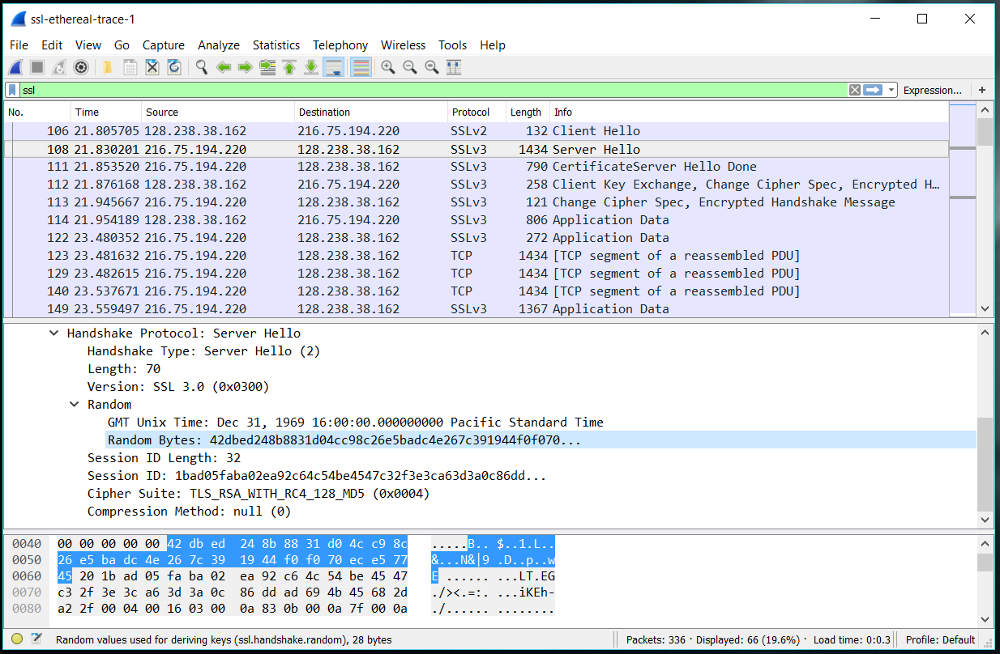 ssl-ethereal-trace-1
File Edit View Go Capture Analyze Statistics Telephony Wireless Tools Help
ssl Expression... +
No. Time Source Destination Protocol Length Info
106 21.805705 128.238.38.162 216.75.194.220 SSLv2 132 Client Hello
108 21.830201 216.75.194.220 128.238.38.162 SSLv3 1434 Server Hello
111 21.853520 216.75.194.220 128.238.38.162 SSLv3 790 CertificateServer Hello Done
112 21.876168 128.238.38.162 216.75.194.220 SSLv3 258 Client Key Exchange, Change Cipher Spec, Encrypted H…
113 21.945667 216.75.194.220 128.238.38.162 SSLv3 121 Change Cipher Spec, Encrypted Handshake Message
114 21.954189 128.238.38.162 216.75.194.220 SSLv3 806 Application Data
122 23.480352 216.75.194.220 128.238.38.162 SSLv3 272 Application Data
123 23.481632 216.75.194.220 128.238.38.162 TCP 1434 [TCP segment of a reassembled PDU]
129 23.482615 216.75.194.220 128.238.38.162 TCP 1434 [TCP segment of a reassembled PDU]
140 23.537671 216.75.194.220 128.238.38.162 TCP 1434 [TCP segment of a reassembled PDU]
149 23.559497 216.75.194.220 128.238.38.162 SSLv3 1367 Application Data
Handshake Protocol: Server Hello
Handshake Type: Server Hello (2)
Length: 70
Version: SSL 3.0 (0x0300)
Random
GMT Unix Time: Dec 31, 1969 16:00:00.000000000 Pacific Standard Time
Random Bytes: 42dbed248b8831d04cc98c26e5badc4e267c391944f0f070...
Session ID Length: 32
Session ID: 1bad05faba02ea92c64c54be4547c32f3e3ca63d3a0c86dd...
Cipher Suite: TLS_RSA_WITH_RC4_128_MD5 (0x0004)
Compression Method: null (0)
0040 00 00 00 00 00 42 db ed 24 8b 88 31 d0 4c c9 8c .....B.. $..1.L..
0050 26 e5 ba dc 4e 26 7c 39 19 44 f0 f0 70 ec e5 77 &...N&|9 .D..p..w
0060 45 20 1b ad 05 fa ba 02 ea 92 c6 4c 54 be 45 47 E ...... ...LT.EG
0070 c3 2f 3e 3c a6 3d 3a 0c 86 dd ad 69 4b 45 68 2d ./><.=:. ...iKEh-
0080 a2 2f 00 04 00 16 03 00 0a 83 0b 00 0a 7f 00 0a ./...... ........
Random values used for deriving keys (ssl.handshake.random), 28 bytes Packets: 336 · Displayed: 66 (19.6%) · Load time: 0:0.3 Profile: Default